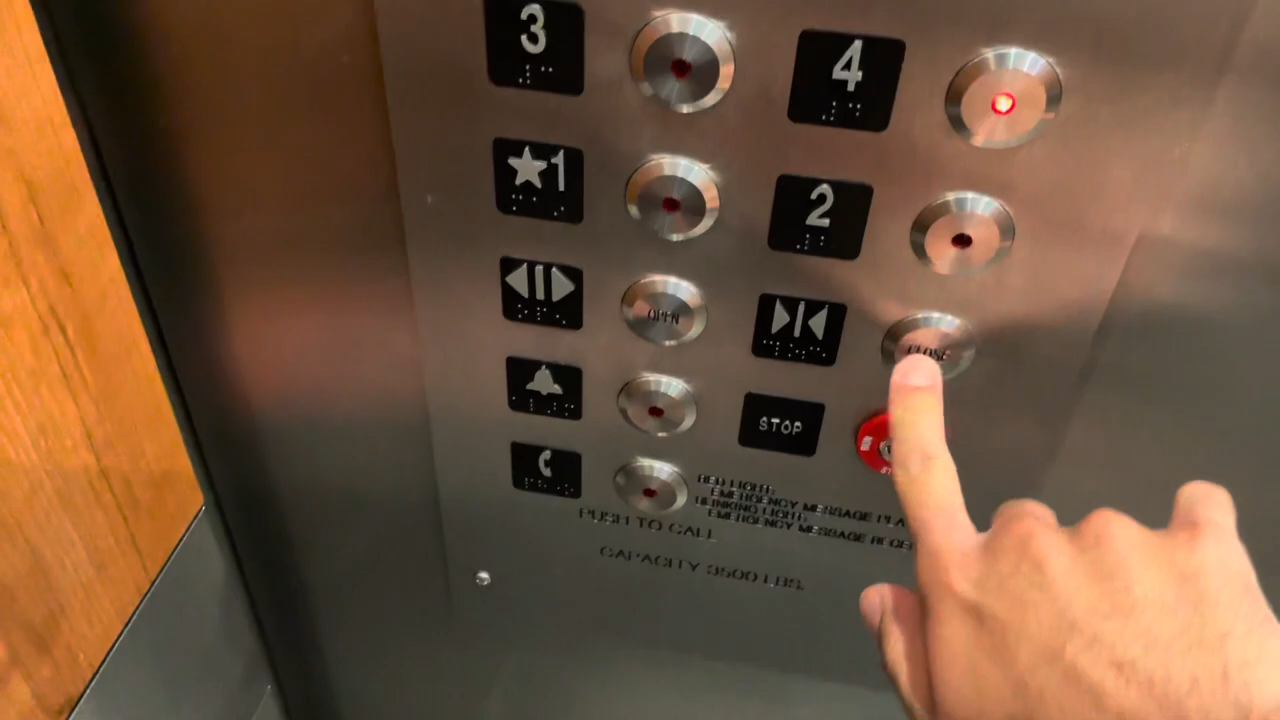 3
4
★1
2
OPEN
CLOSE
STOP
RED LIGHT:
EMERGENCY MESSAGE
BLINKING LIGHT:
EMERGENCY MESSAGE
PUSH TO CALL
CAPACITY 3500 LBS.